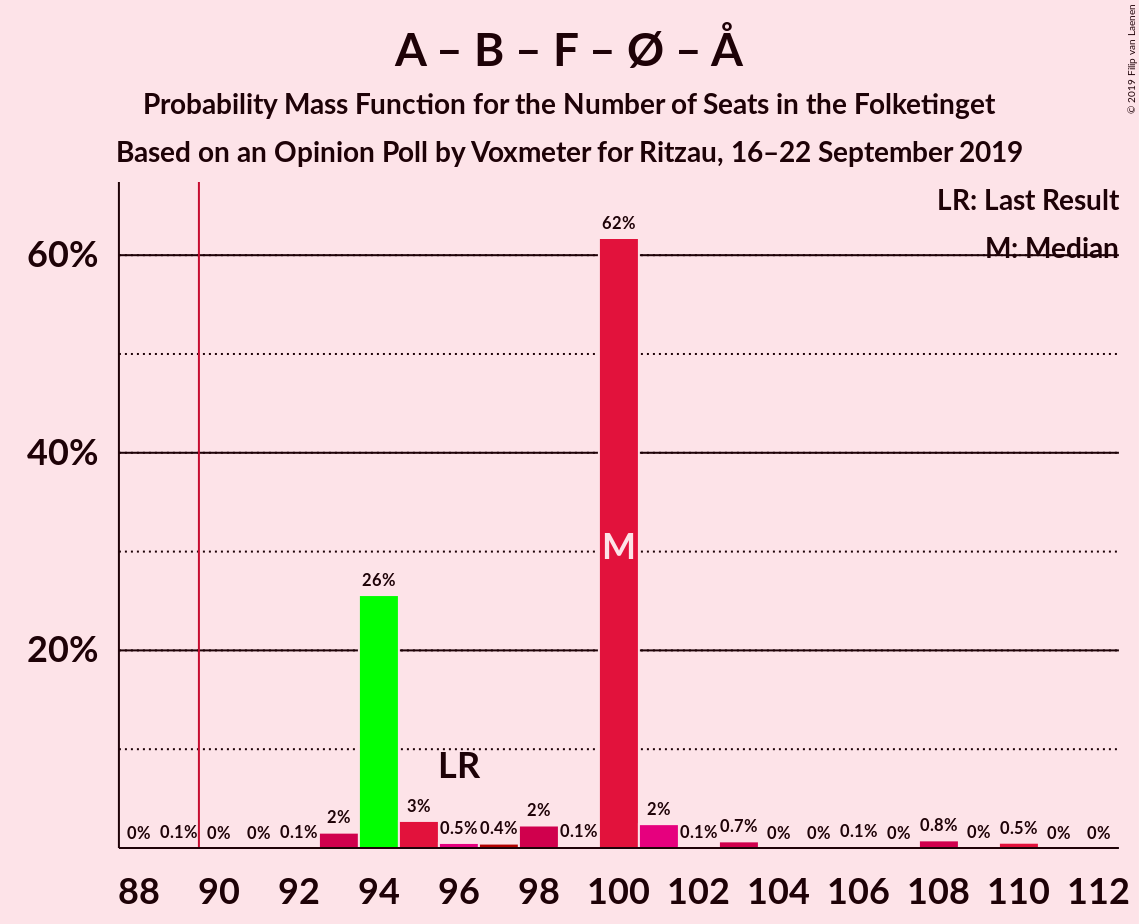 A – B – F – Ø – Å
Probability Mass Function for the Number of Seats in the Folketinget
Based on an Opinion Poll by Voxmeter for Ritzau, 16–22 September 2019
© 2019 Filip van Laenen
LR: Last Result
M: Median
60%
40%
20%
62%
M
26%
LR
0% 0.1% 0% 0% 0.1% 2% 3% 0.5% 0.4% 2% 0.1% 2% 0.1% 0.7% 0% 0% 0.1% 0% 0.8% 0% 0.5% 0% 0%
88 90 92 94 96 98 100 102 104 106 108 110 112